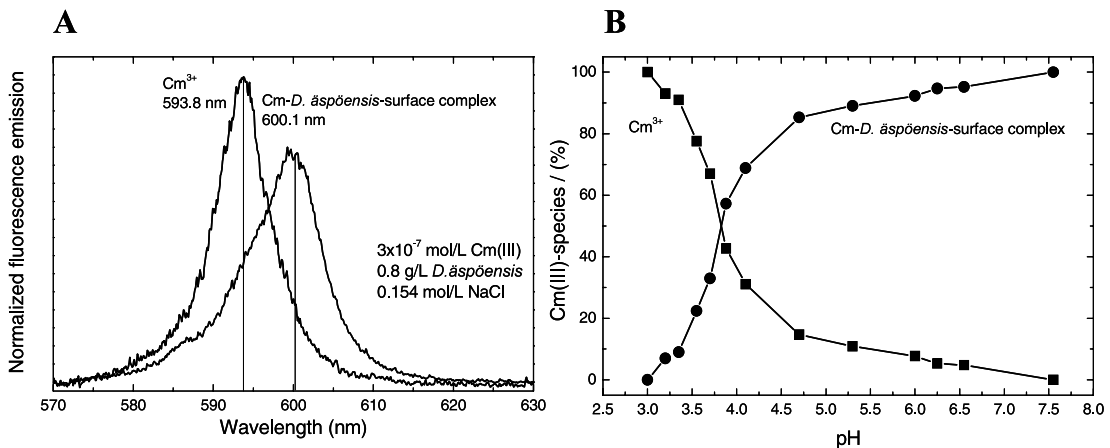 A
Normalized fluorescence emission
Cm³⁺
593.8 nm
Cm-D. äspöensis-surface complex
600.1 nm
3x10⁻⁷ mol/L Cm(III)
0.8 g/L D.äspöensis
0.154 mol/L NaCl
570 580 590 600 610 620 630
Wavelength (nm)
B
Cm(III)-species / (%)
100
80
60
40
20
0
Cm³⁺
Cm-D. äspöensis-surface complex
2.5 3.0 3.5 4.0 4.5 5.0 5.5 6.0 6.5 7.0 7.5 8.0
pH